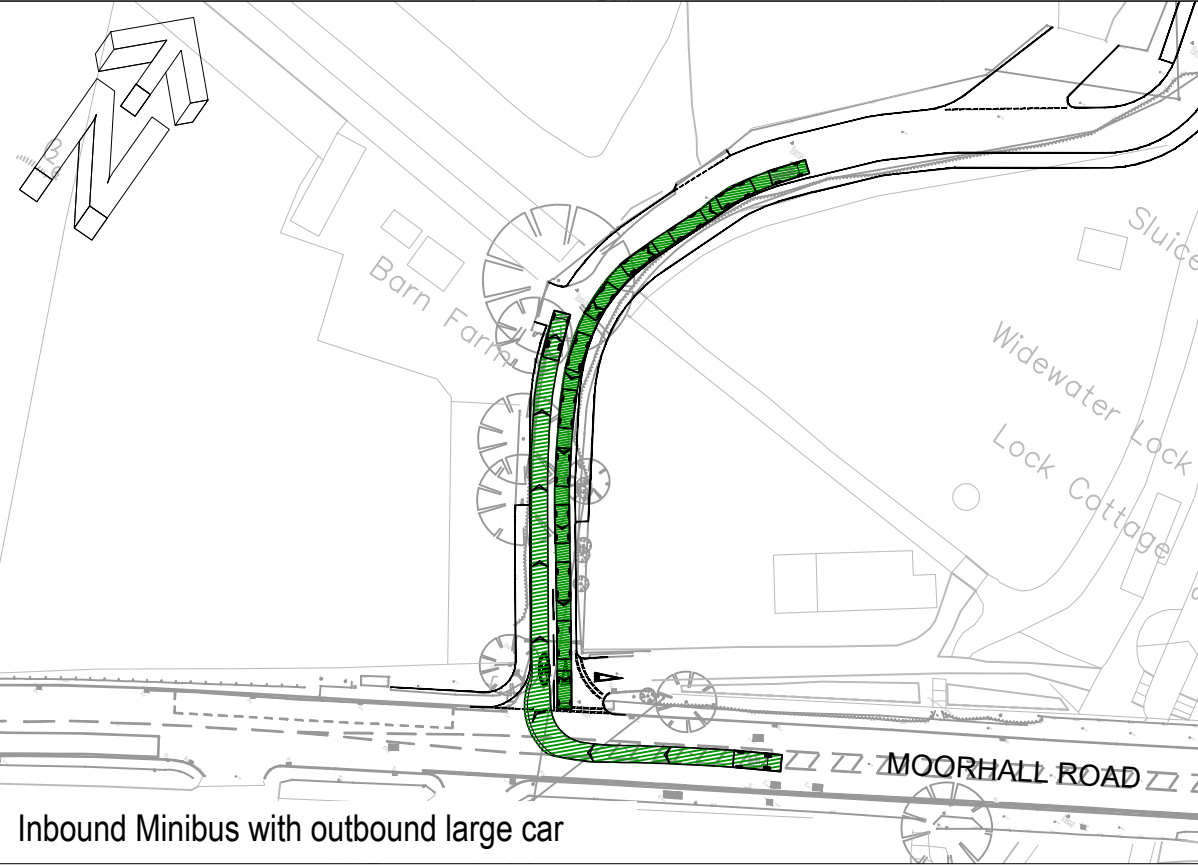 N
Barn Farm
Sluice
Widewater Lock
Lock Cottage
MOORHALL ROAD
Inbound Minibus with outbound large car